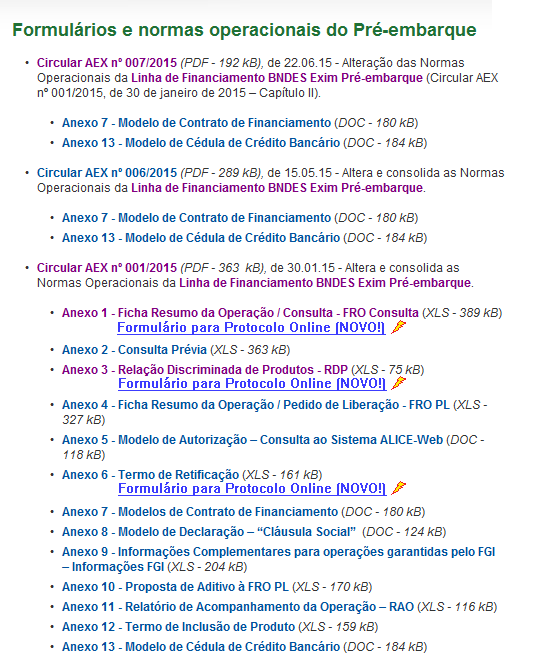 Formulários e normas operacionais do Pré-embarque
• Circular AEX nº 007/2015 (PDF - 192 kB), de 22.06.15 - Alteração das Normas
Operacionais da Linha de Financiamento BNDES Exim Pré-embarque (Circular AEX
nº 001/2015, de 30 de janeiro de 2015 – Capítulo II).
• Anexo 7 - Modelo de Contrato de Financiamento (DOC - 180 kB)
• Anexo 13 - Modelo de Cédula de Crédito Bancário (DOC - 184 kB)
• Circular AEX nº 006/2015 (PDF - 289 kB), de 15.05.15 - Altera e consolida as Normas
Operacionais da Linha de Financiamento BNDES Exim Pré-embarque.
• Anexo 7 - Modelo de Contrato de Financiamento (DOC - 180 kB)
• Anexo 13 - Modelo de Cédula de Crédito Bancário (DOC - 184 kB)
• Circular AEX nº 001/2015 (PDF - 363 kB), de 30.01.15 - Altera e consolida as
Normas Operacionais da Linha de Financiamento BNDES Exim Pré-embarque.
• Anexo 1 - Ficha Resumo da Operação / Consulta - FRO Consulta (XLS - 389 kB)
Formulário para Protocolo Online (NOVO!)
• Anexo 2 - Consulta Prévia (XLS - 363 kB)
• Anexo 3 - Relação Discriminada de Produtos - RDP (XLS - 75 kB)
Formulário para Protocolo Online (NOVO!)
• Anexo 4 - Ficha Resumo da Operação / Pedido de Liberação - FRO PL (XLS -
327 kB)
• Anexo 5 - Modelo de Autorização – Consulta ao Sistema ALICE-Web (DOC -
118 kB)
• Anexo 6 - Termo de Retificação (XLS - 161 kB)
Formulário para Protocolo Online (NOVO!)
• Anexo 7 - Modelos de Contrato de Financiamento (DOC - 180 kB)
• Anexo 8 - Modelo de Declaração – “Cláusula Social” (DOC - 124 kB)
• Anexo 9 - Informações Complementares para operações garantidas pelo FGI
– Informações FGI (XLS - 204 kB)
• Anexo 10 - Proposta de Aditivo à FRO PL (XLS - 170 kB)
• Anexo 11 - Relatório de Acompanhamento da Operação – RAO (XLS - 116 kB)
• Anexo 12 - Termo de Inclusão de Produto (XLS - 159 kB)
• Anexo 13 - Modelo de Cédula de Crédito Bancário (DOC - 184 kB)